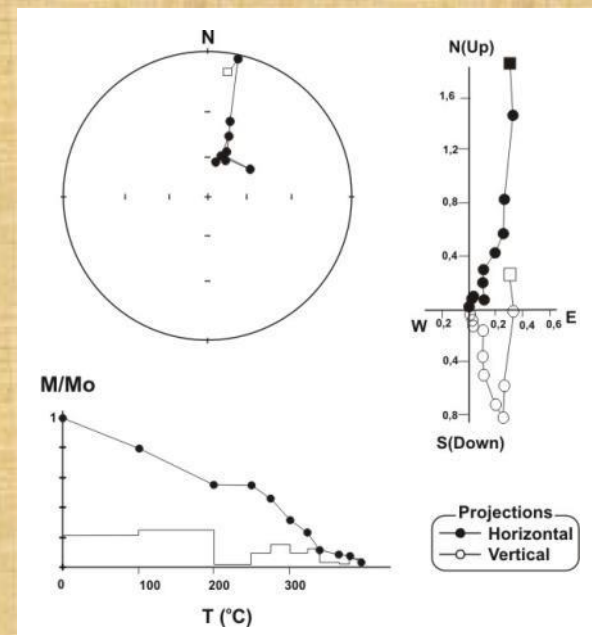 N
N(Up)
1,6
1,2
0,8
0,4
W 0,2 0,2 0,4 0,6 E
0,4
0,8
S(Down)
M/Mo
1
0 100 200 300
T (°C)
Projections
Horizontal
Vertical